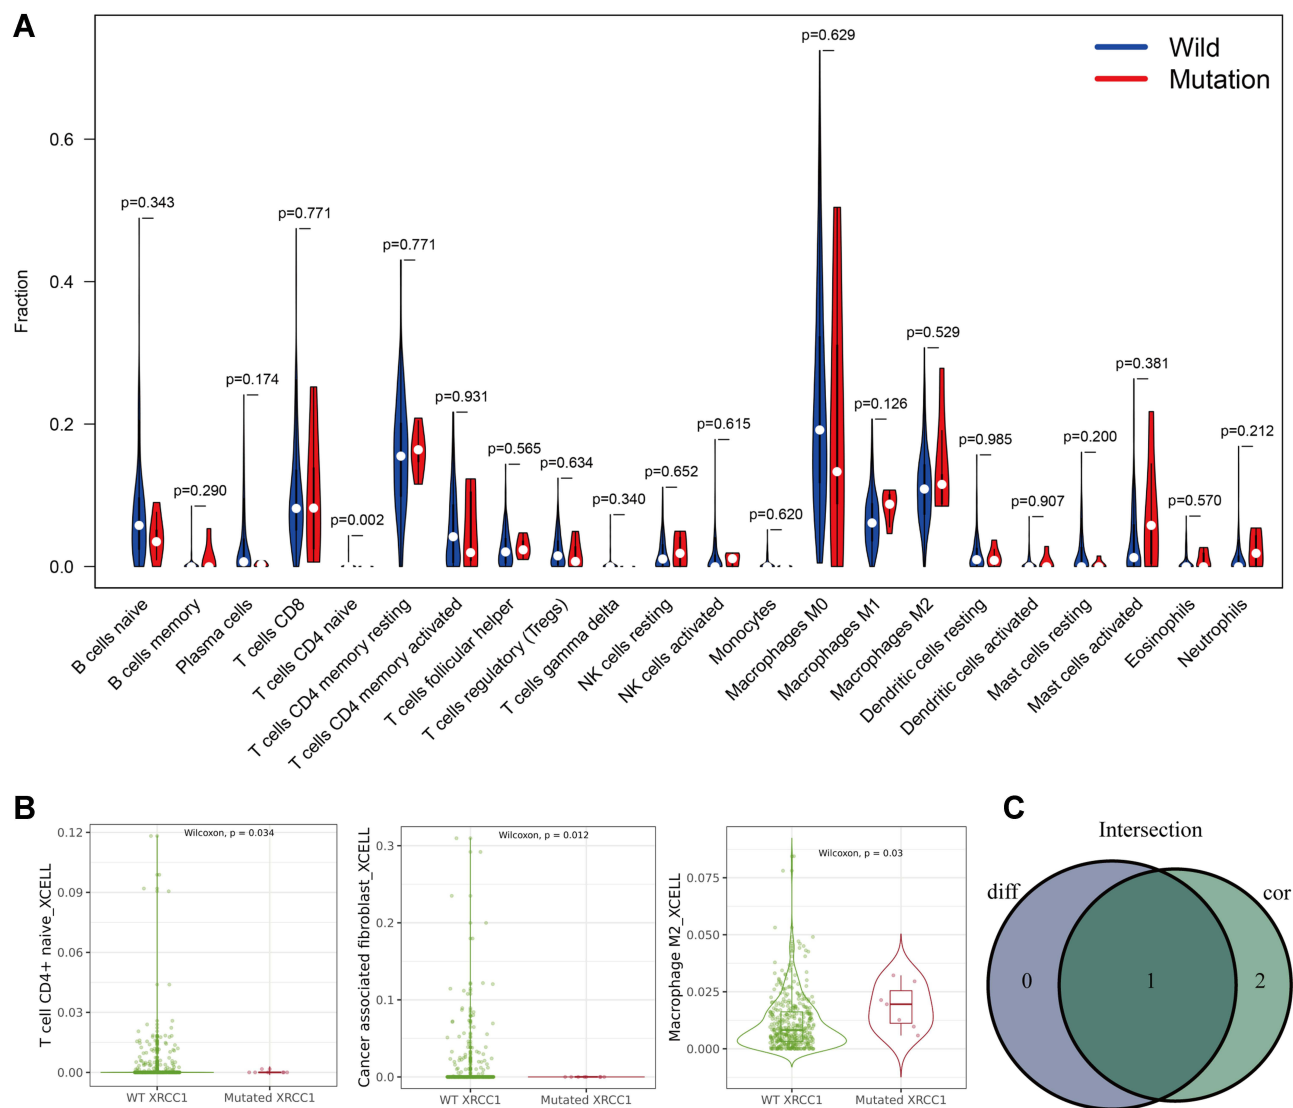 A
Wild
Mutation
Fraction
0.6
0.4
0.2
0.0
p=0.343
p=0.290
p=0.174
p=0.771
p=0.002
p=0.771
p=0.931
p=0.565
p=0.634
p=0.340
p=0.652
p=0.615
p=0.620
p=0.629
p=0.126
p=0.529
p=0.985
p=0.907
p=0.200
p=0.381
p=0.570
p=0.212
B cells naive
B cells memory
Plasma cells
T cells CD8
T cells CD4 naive
T cells CD4 memory resting
T cells CD4 memory activated
T cells follicular helper
T cells regulatory (Tregs)
T cells gamma delta
NK cells resting
NK cells activated
Monocytes
Macrophages M0
Macrophages M1
Macrophages M2
Dendritic cells resting
Dendritic cells activated
Mast cells resting
Mast cells activated
Eosinophils
Neutrophils
B
T cell CD4+ naive_XCELL
0.12
0.09
0.06
0.03
0.00
Wilcoxon, p = 0.034
WT XRCC1
Mutated XRCC1
Cancer associated fibroblast_XCELL
0.3
0.2
0.1
0.0
Wilcoxon, p = 0.012
WT XRCC1
Mutated XRCC1
Macrophage M2_XCELL
0.075
0.050
0.025
0.000
Wilcoxon, p = 0.03
WT XRCC1
Mutated XRCC1
C
Intersection
diff
cor
0
1
2